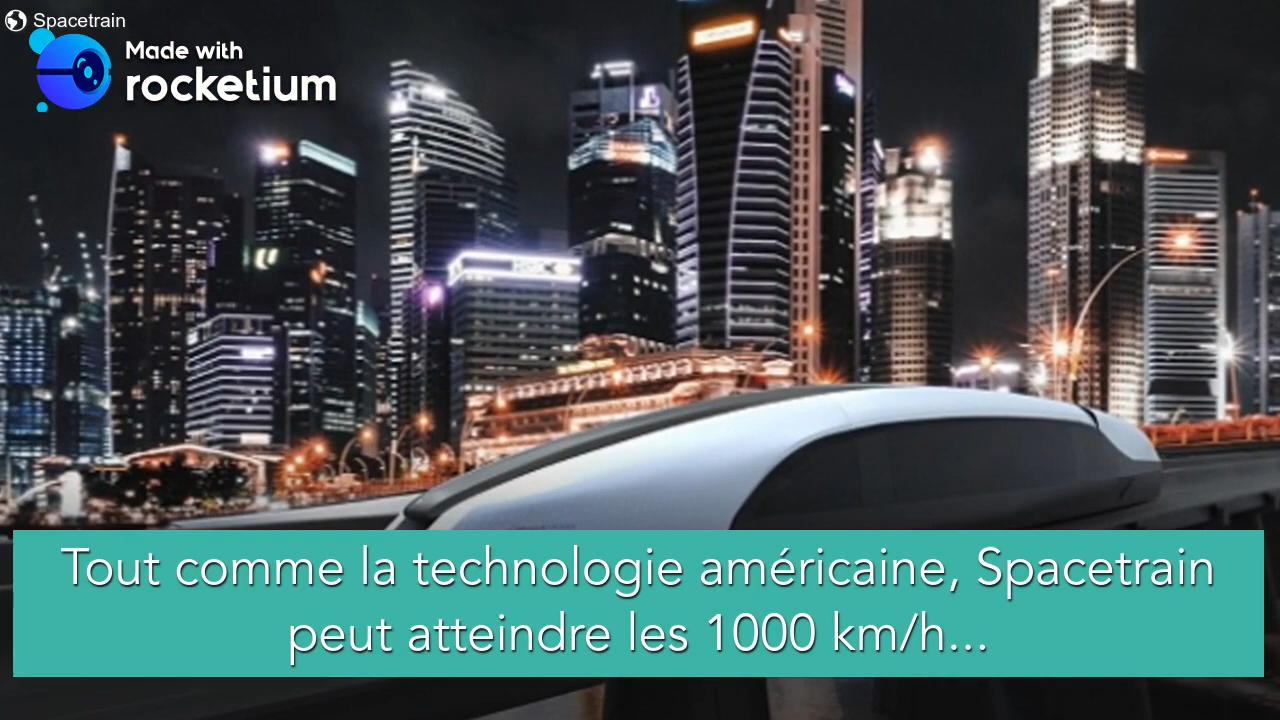 Spacetrain
Made with
rocketium
Tout comme la technologie américaine, Spacetrain
peut atteindre les 1000 km/h...